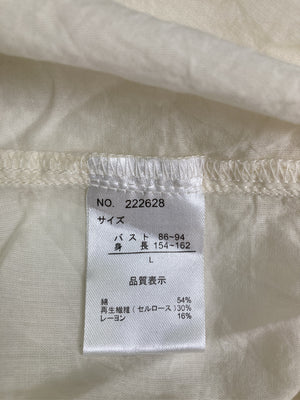 NO. 222628
サイズ
バスト 86~94
身 長 154~162
L
品質表示
綿 54%
再生繊維(セルロース)30%
レーヨン 16%